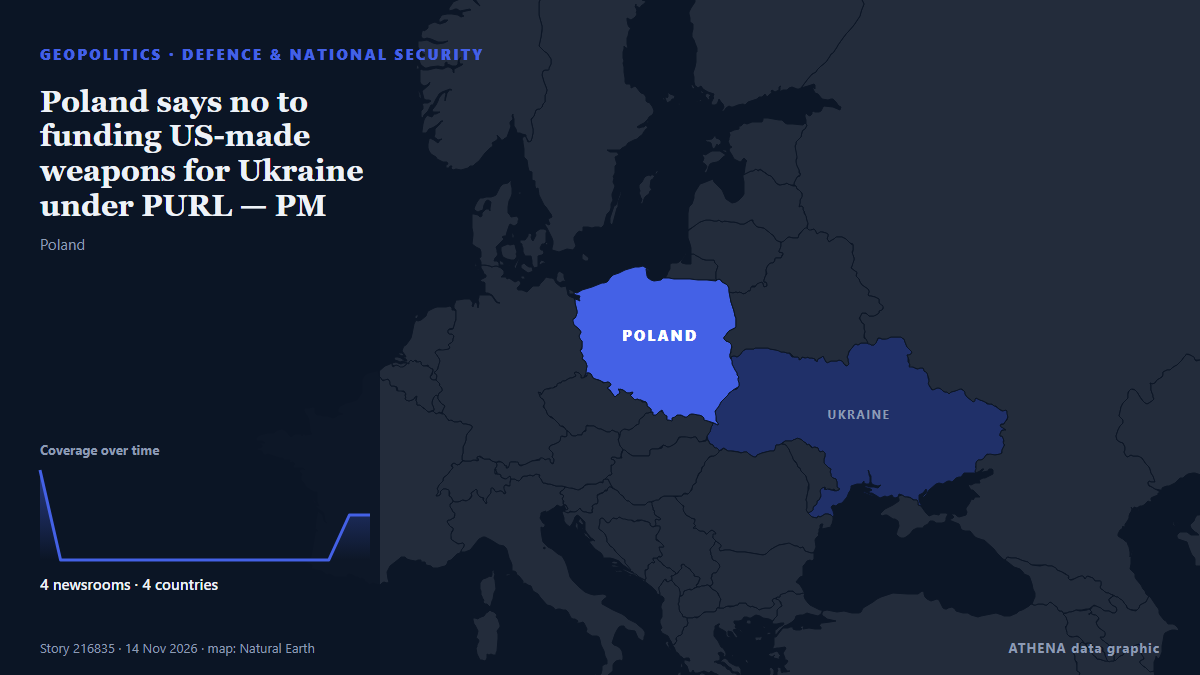 GEOPOLITICS · DEFENCE & NATIONAL SECURITY
Poland says no to
funding US-made
weapons for Ukraine
under PURL — PM
Poland
POLAND
UKRAINE
Coverage over time
4 newsrooms · 4 countries
Story 216835 · 14 Nov 2026 · map: Natural Earth
ATHENA data graphic